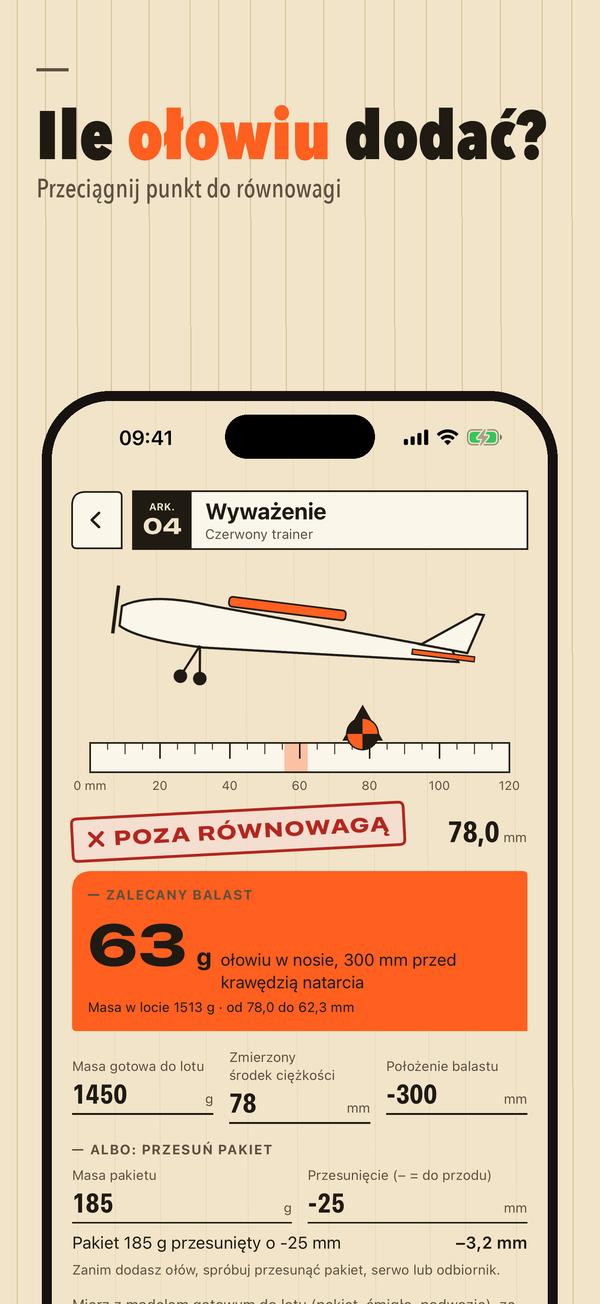 Ile ołowiu dodać?
Przeciągnij punkt do równowagi
09:41
ARK.
04
Wyważenie
Czerwony trainer
0 mm 20 40 60 80 100 120
× POZA RÓWNOWAGĄ
78,0 mm
— ZALECANY BALAST
63 g ołowiu w nosie, 300 mm przed
krawędzią natarcia
Masa w locie 1513 g · od 78,0 do 62,3 mm
Masa gotowa do lotu
1450 g
Zmierzony
środek ciężkości
78 mm
Położenie balastu
-300 mm
— ALBO: PRZESUŃ PAKIET
Masa pakietu
185 g
Przesunięcie (– = do przodu)
-25 mm
Pakiet 185 g przesunięty o -25 mm −3,2 mm
Zanim dodasz ołów, spróbuj przesunąć pakiet, serwo lub odbiornik.